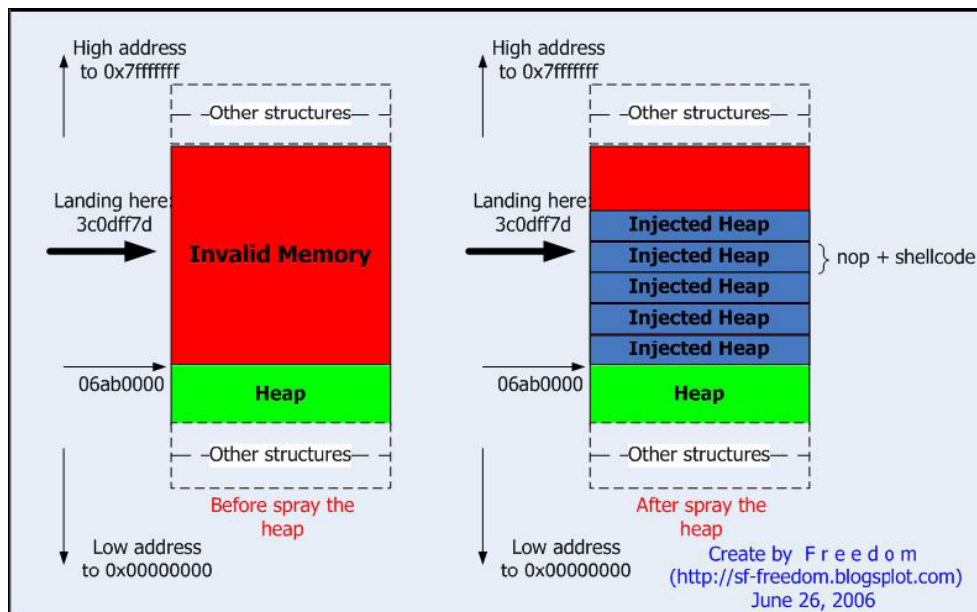 High address
to 0x7fffffff
Other structures
Landing here:
3c0dff7d
Invalid Memory
06ab0000
Heap
Other structures
Before spray the
heap
Low address
to 0x00000000
High address
to 0x7fffffff
Other structures
Landing here:
3c0dff7d
Injected Heap
Injected Heap
Injected Heap
Injected Heap
Injected Heap
nop + shellcode
06ab0000
Heap
Other structures
After spray the
heap
Low address
to 0x00000000
Create by F r e e d o m
(http://sf-freedom.blogsplot.com)
June 26, 2006